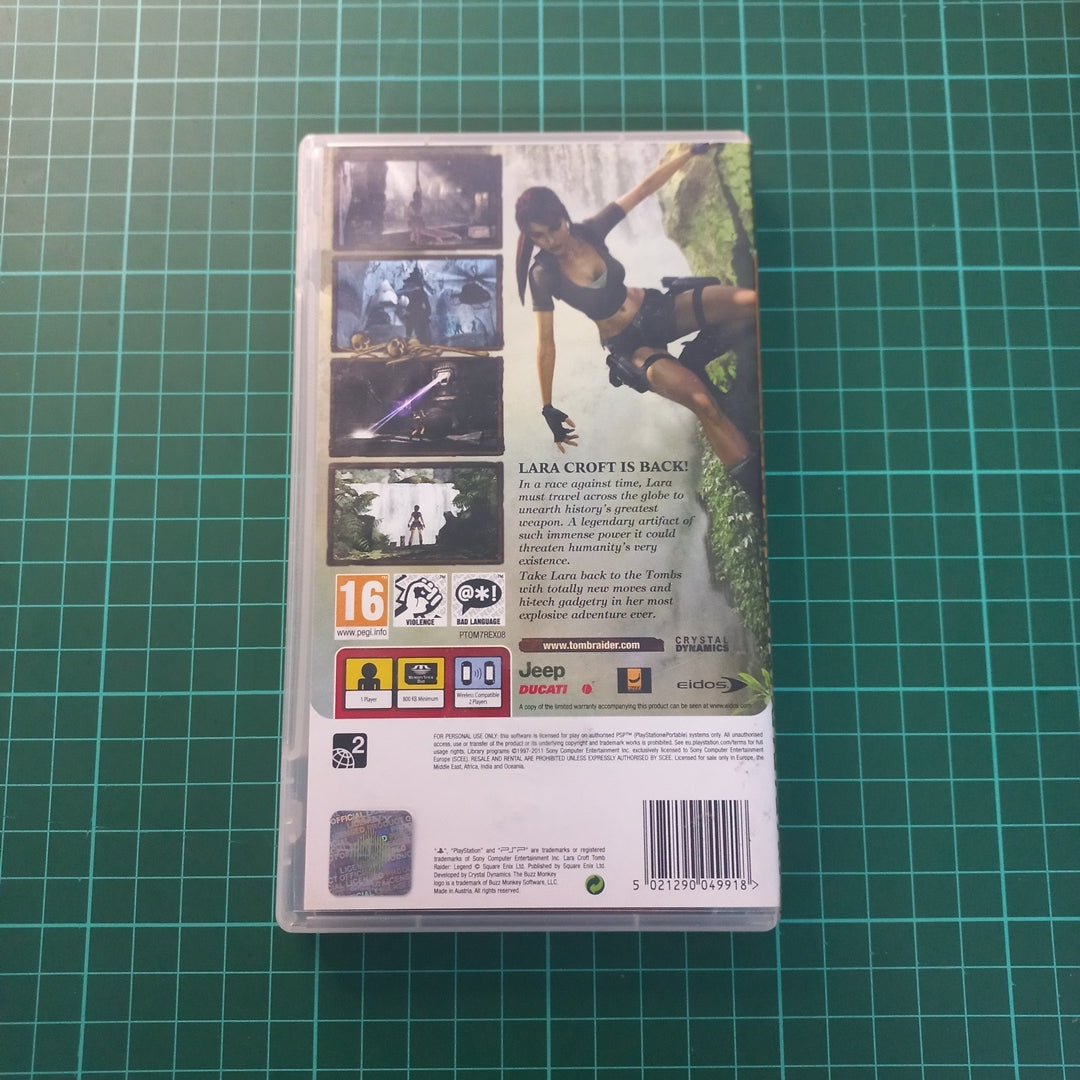 LARA CROFT IS BACK!
In a race against time, Lara
must travel across the globe to
unearth history's greatest
weapon. A legendary artifact of
such immense power it could
threaten humanity's very
existence.
Take Lara back to the Tombs
with totally new moves and
hi-tech gadgetry in her most
explosive adventure ever.
16
www.pegi.info
VIOLENCE
@*!
BAD LANGUAGE
PTOM7REX08
www.tombraider.com
CRYSTAL
DYNAMICS
1 Player
800 KB Minimum
Wireless Compatible
2 Players
Jeep
DUCATI
eidos
A copy of the limited warranty accompanying this product can be seen at www.eidos.com
2
FOR PERSONAL USE ONLY: this software is licensed for play on authorised PSP™ (PlayStation®Portable) systems only. All unauthorised
access, use or transfer of the product or its underlying copyright and trademark works is prohibited. See eu.playstation.com/terms for full
usage rights. Library programs ©1997-2011 Sony Computer Entertainment Inc. exclusively licensed to Sony Computer Entertainment
Europe (SCEE). RESALE AND RENTAL ARE PROHIBITED UNLESS EXPRESSLY AUTHORISED BY SCEE. Licensed for sale only in Europe, the
Middle East, Africa, India and Oceania.
"PlayStation" and "PSP" are trademarks or registered
trademarks of Sony Computer Entertainment Inc. Lara Croft Tomb
Raider: Legend © Square Enix Ltd. Published by Square Enix Ltd.
Developed by Crystal Dynamics. The Buzz Monkey
logo is a trademark of Buzz Monkey Software, LLC.
Made in Austria. All rights reserved.
5 021290 049918 >